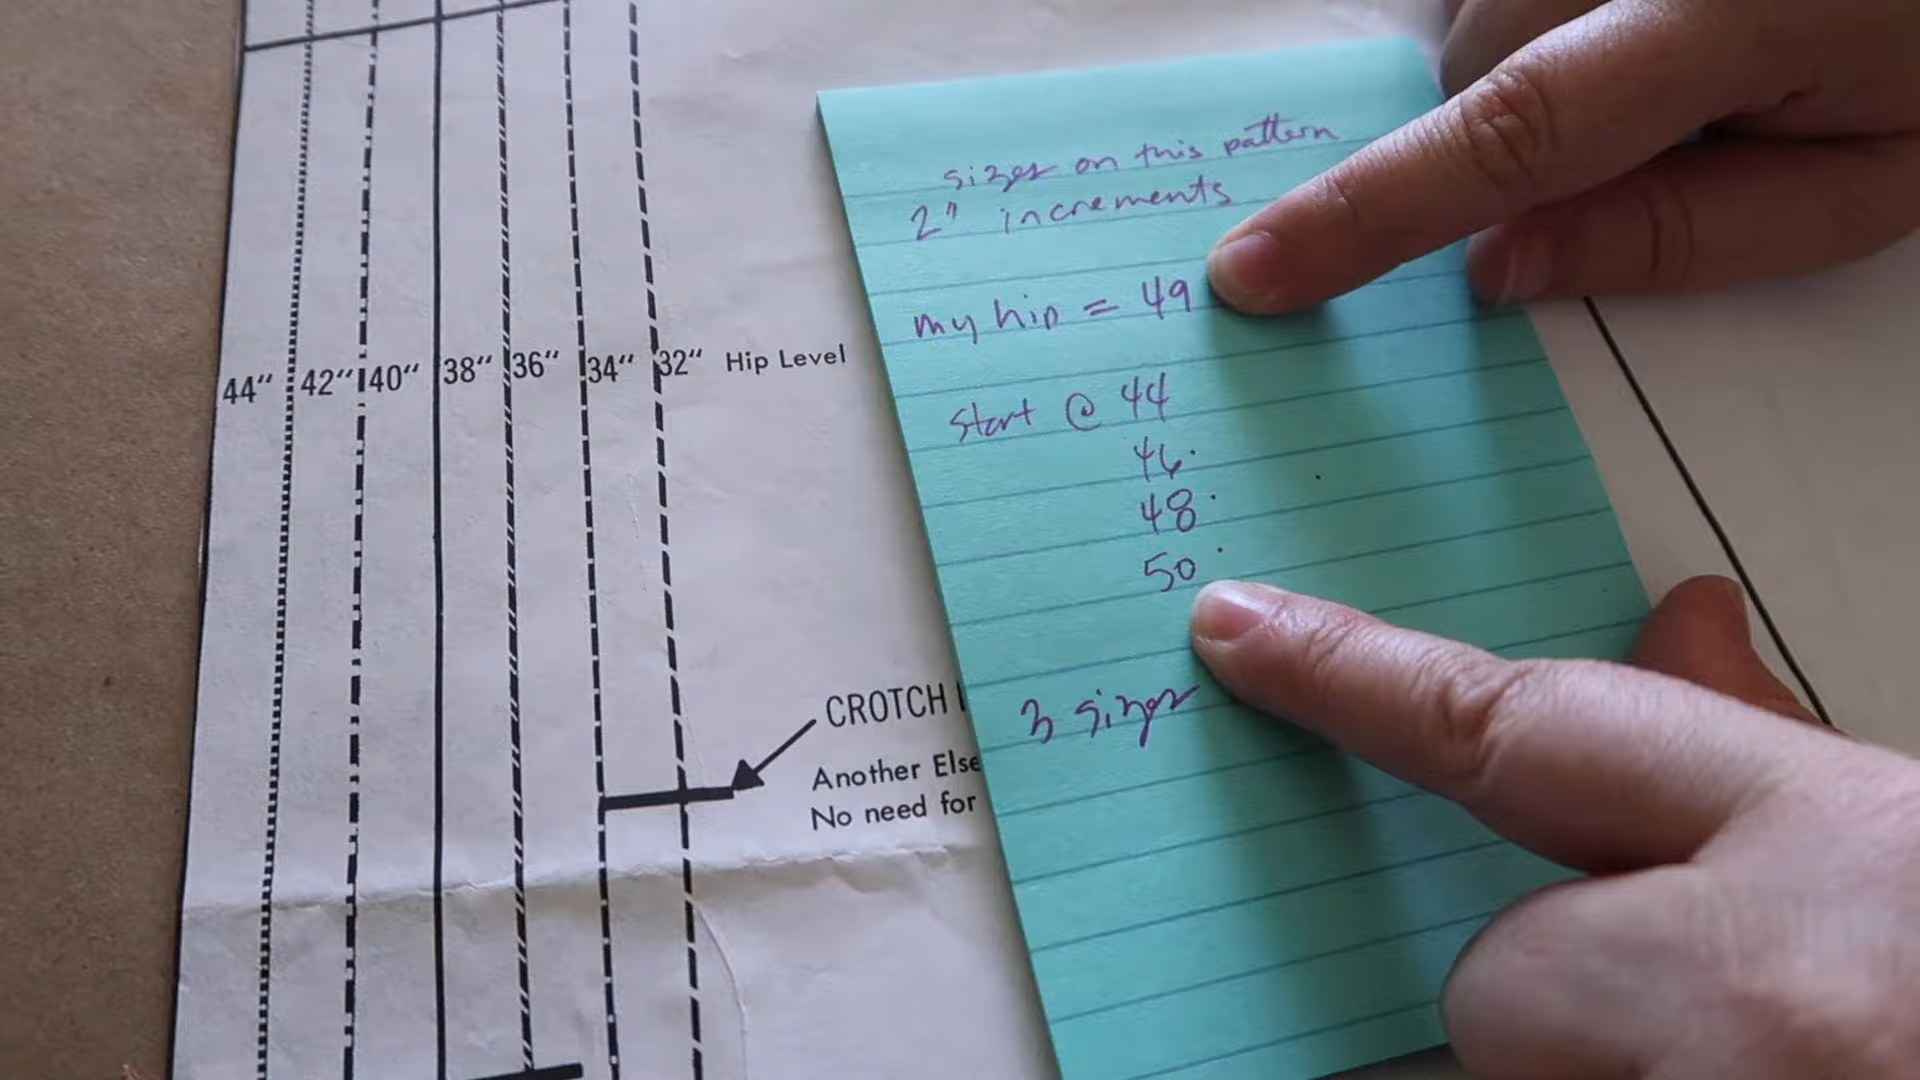 44" 42" 40" 38" 36" 34" 32" Hip Level
CROTCH
Another Else
No need for
sizes on this pattern
2" increments
my hip = 49
start @ 44
46
48
50
3 sizes